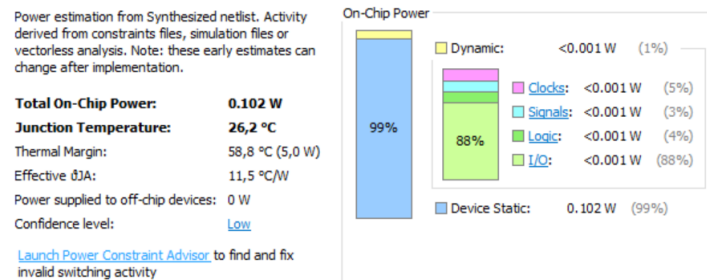 Power estimation from Synthesized netlist. Activity
derived from constraints files, simulation files or
vectorless analysis. Note: these early estimates can
change after implementation.
Total On-Chip Power: 0.102 W
Junction Temperature: 26,2 °C
Thermal Margin: 58,8 °C (5,0 W)
Effective ϑJA: 11,5 °C/W
Power supplied to off-chip devices: 0 W
Confidence level: Low
Launch Power Constraint Advisor to find and fix
invalid switching activity
On-Chip Power
Dynamic: <0.001 W (1%)
Clocks: <0.001 W (5%)
Signals: <0.001 W (3%)
Logic: <0.001 W (4%)
I/O: <0.001 W (88%)
99%
88%
Device Static: 0.102 W (99%)